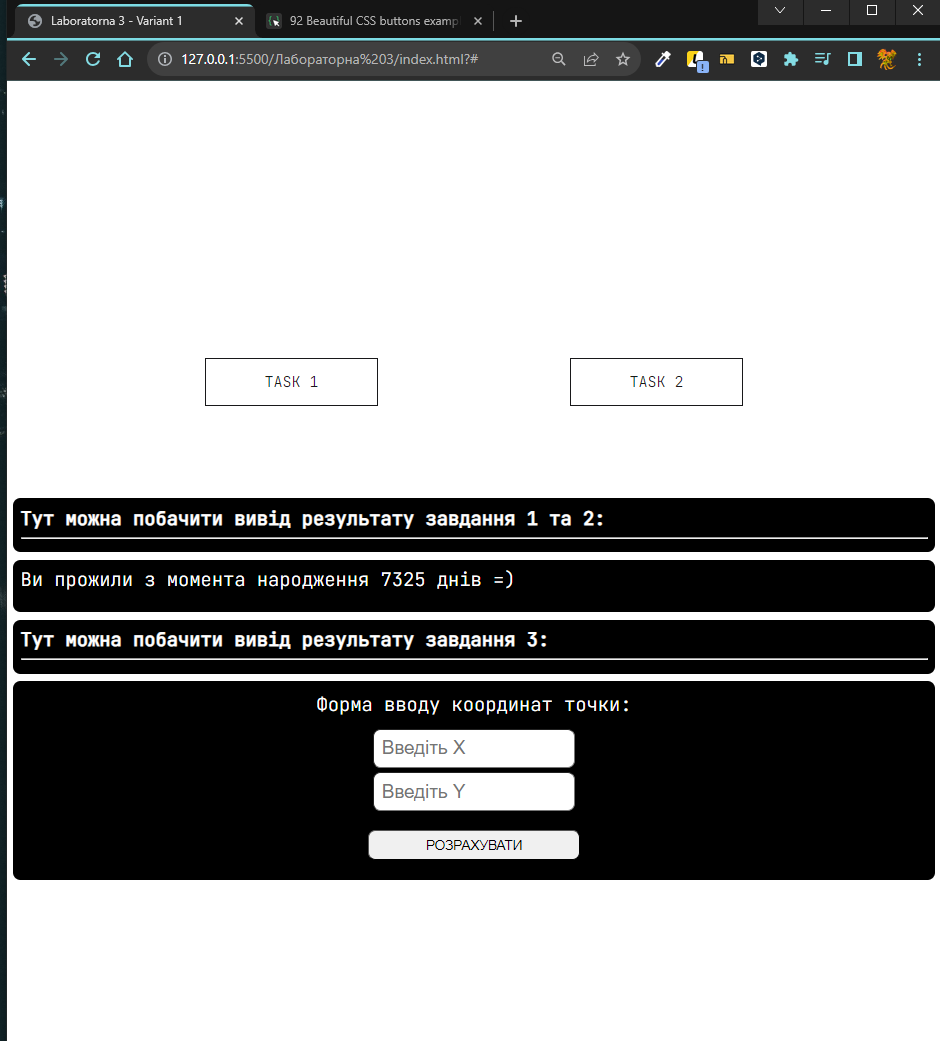 Laboratorna 3 - Variant 1
92 Beautiful CSS buttons exampl
127.0.0.1:5500/Лабораторна%203/index.html?#
TASK 1
TASK 2
Тут можна побачити вивід результату завдання 1 та 2:
Ви прожили з момента народження 7325 днів =)
Тут можна побачити вивід результату завдання 3:
Форма вводу координат точки:
Введіть X
Введіть Y
РОЗРАХУВАТИ